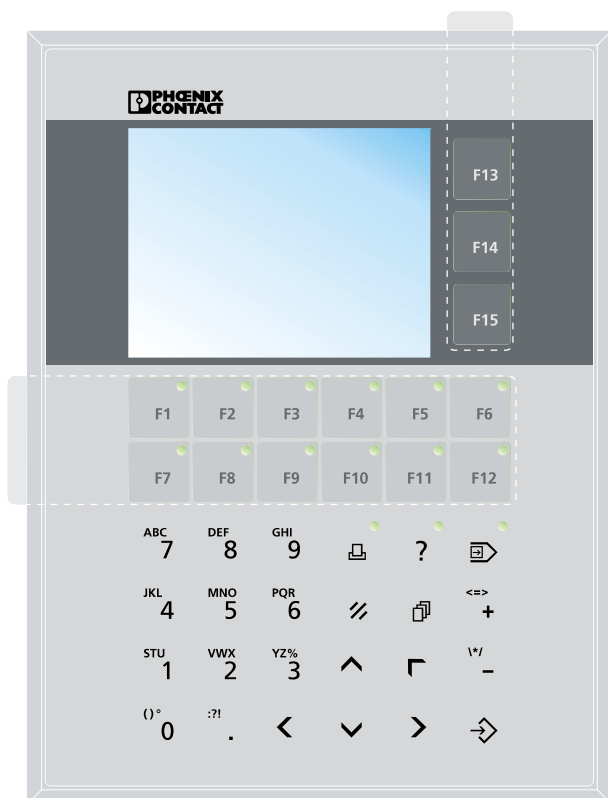 PHŒNIX
CONTACT
F13
F14
F15
F1 F2 F3 F4 F5 F6
F7 F8 F9 F10 F11 F12
ABC DEF GHI
7 8 9 ?
JKL MNO PQR <=>
4 5 6 +
STU VWX YZ% \*/
1 2 3 –
()° :?!
0 .